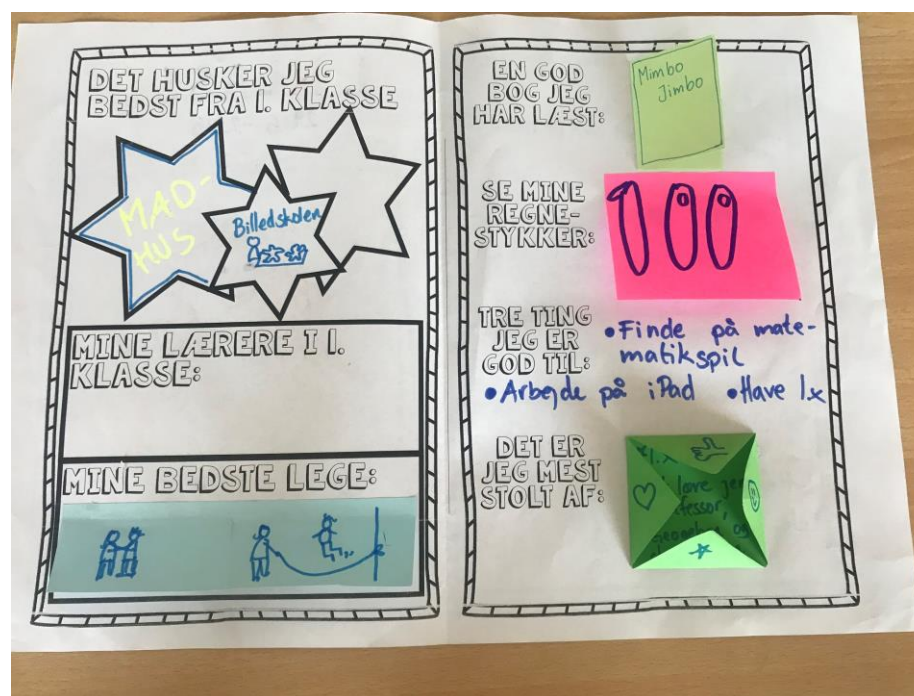 DET HUSKER JEG
BEDST FRA 1. KLASSE
MAD-
HUS
Billedskolen
MINE LÆRERE I 1.
KLASSE:
MINE BEDSTE LEGE:
EN GOD
BOG JEG
HAR LÆST:
Mimbo
Jimbo
SE MINE
REGNE-
STYKKER:
100
TRE TING
JEG ER
GOD TIL:
•Finde på mate-
matikspil
•Arbejde på iPad •Have 1.x
DET ER
JEG MEST
STOLT AF:
1.x